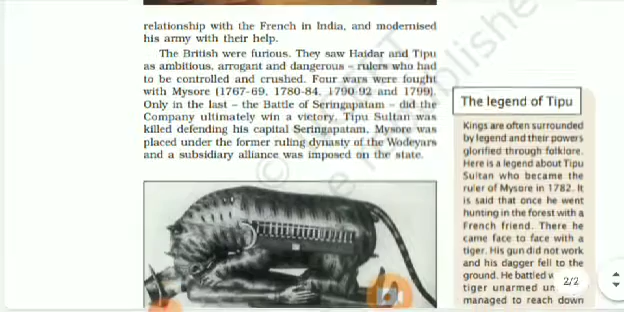 relationship with the French in India, and modernised
his army with their help.
The British were furious. They saw Haidar and Tipu
as ambitious, arrogant and dangerous – rulers who had
to be controlled and crushed. Four wars were fought
with Mysore (1767-69, 1780-84, 1790-92 and 1799).
Only in the last – the Battle of Seringapatam – did the
Company ultimately win a victory. Tipu Sultan was
killed defending his capital Seringapatam. Mysore was
placed under the former ruling dynasty of the Wodeyars
and a subsidiary alliance was imposed on the state.
The legend of Tipu
Kings are often surrounded
by legend and their powers
glorified through folklore.
Here is a legend about Tipu
Sultan who became the
ruler of Mysore in 1782. It
is said that once he went
hunting in the forest with a
French friend. There he
came face to face with a
tiger. His gun did not work
and his dagger fell to the
ground. He battled
tiger unarmed
managed to reach down
2/2